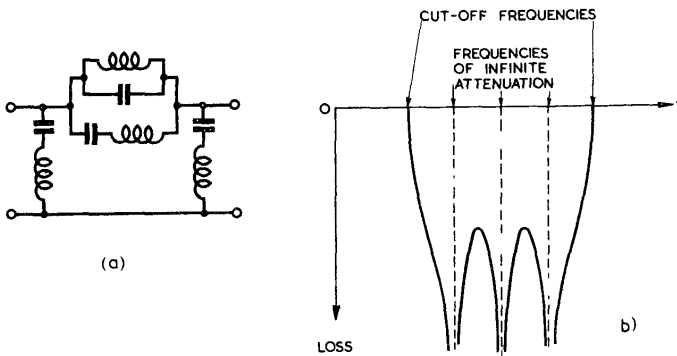 CUT-OFF FREQUENCIES
FREQUENCIES
OF INFINITE
ATTENUATION
O
(a)
b)
LOSS